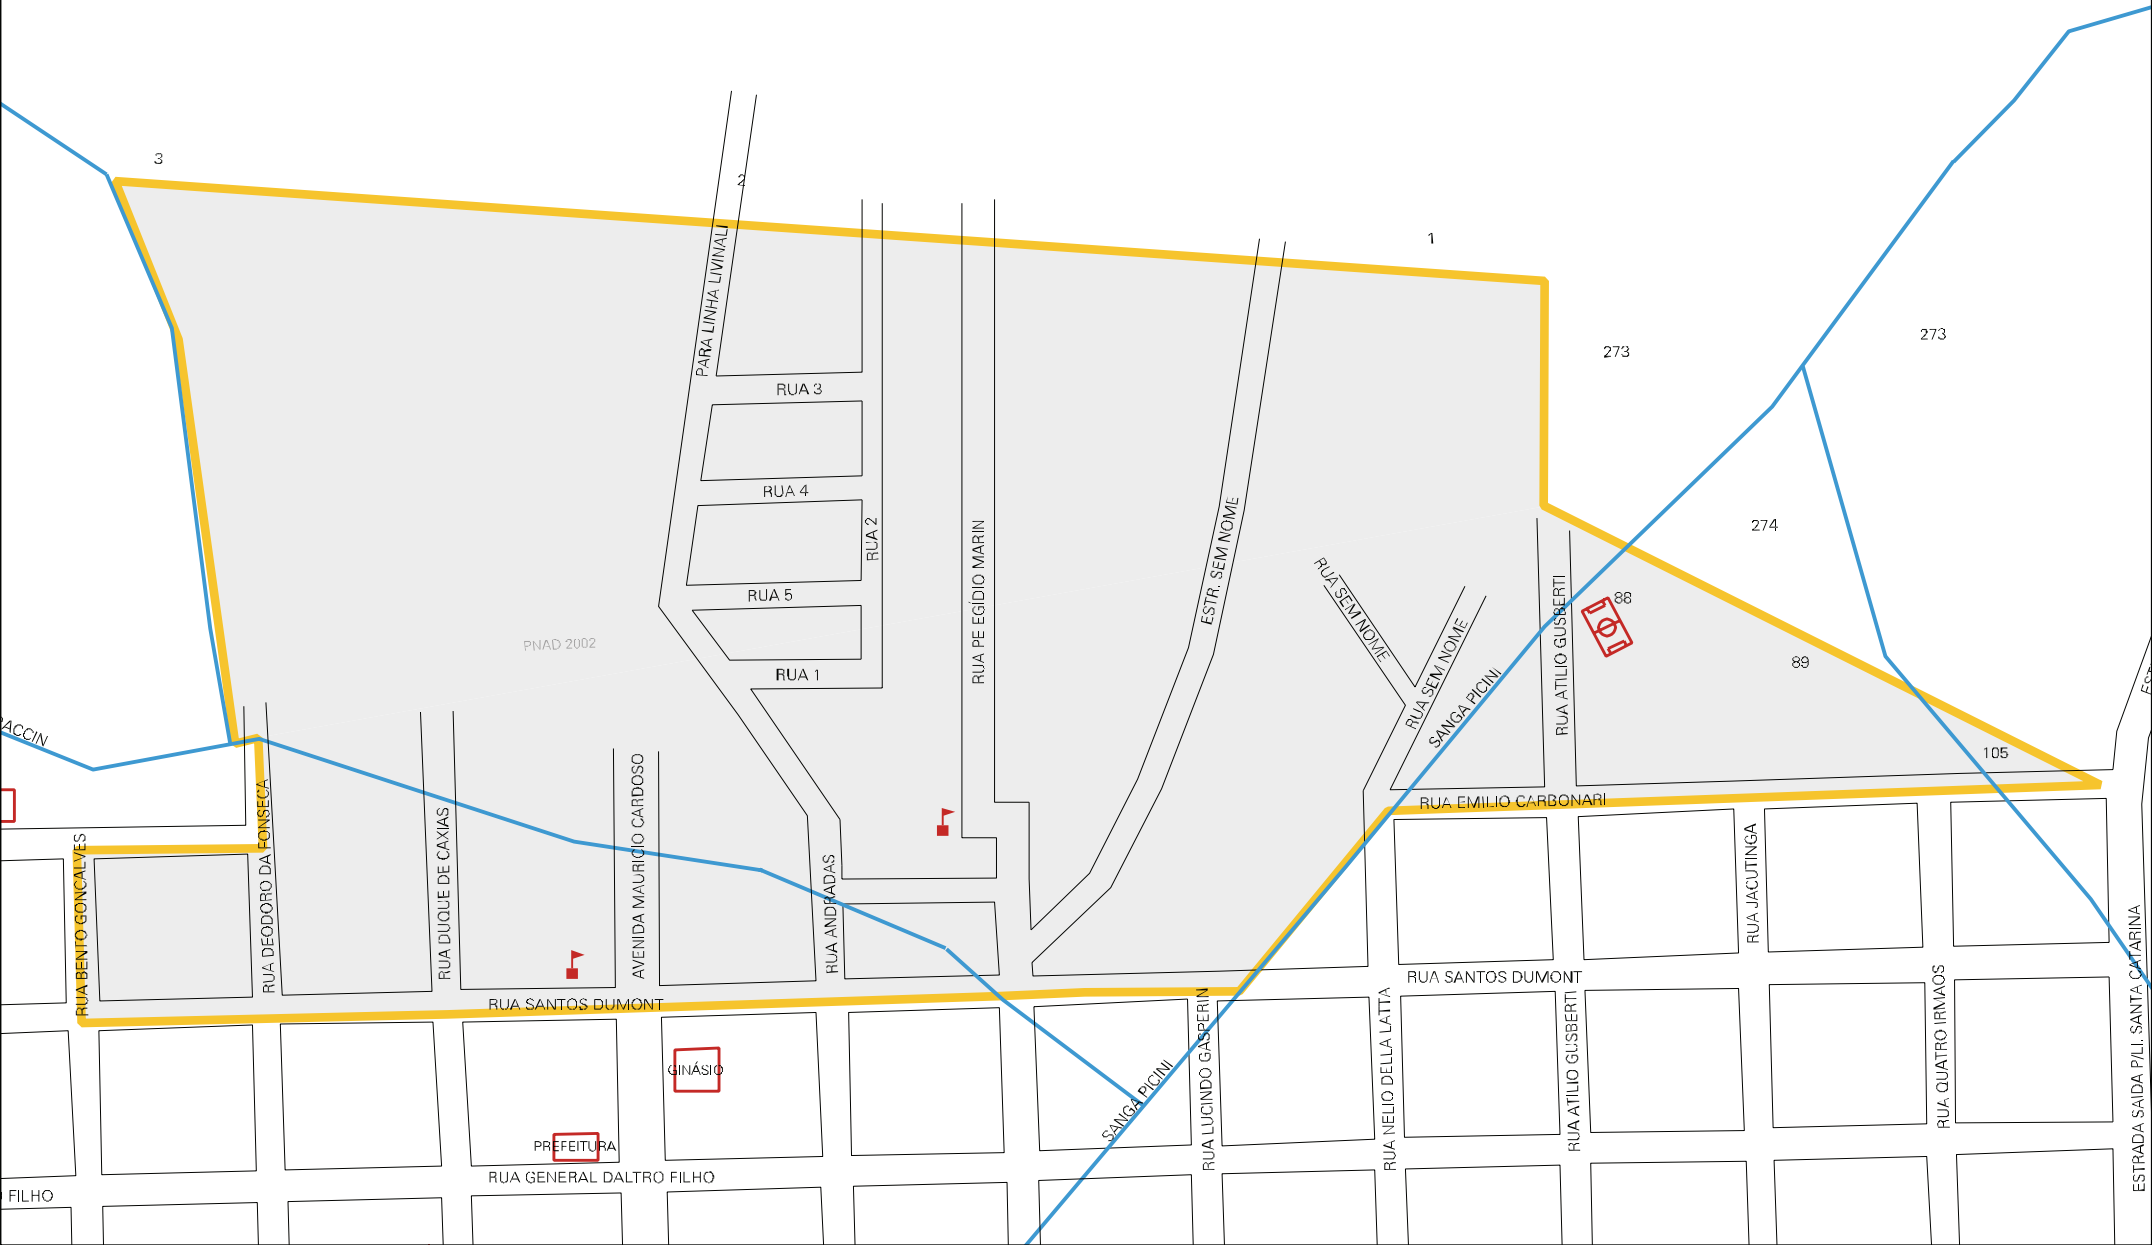 3
2
1
273
273
PARA LINHA LIVINALI
RUA 3
RUA 4
RUA 2
RUA PE EGÍDIO MARIN
ESTR. SEM NOME
274
RUA SEM NOME
RUA ATILIO GUSBERTI
88
RUA 5
PNAD 2002
RUA SEM NOME
89
RUA 1
SANGA PICINI
105
RUA EMILIO CARBONARI
RUA DEODORO DA FONSECA
RUA DUQUE DE CAXIAS
AVENIDA MAURICIO CARDOSO
RUA BENTO GONCALVES
RUA ANDRADAS
RUA JACUTINGA
RUA SANTOS DUMONT
RUA SANTOS DUMONT
RUA LUCINDO GASPERIN
RUA NELIO DELLA LATTA
RUA ATILIO GUSBERTI
RUA QUATRO IRMAOS
ESTRADA SAIDA P/LI. SANTA CATARINA
GINÁSIO
SANGA PICINI
PREFEITURA
RUA GENERAL DALTRO FILHO
FILHO